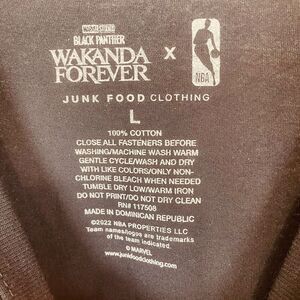 MARVEL STUDIOS
BLACK PANTHER
WAKANDA
FOREVER
X
NBA
JUNK FOOD CLOTHING
L
100% COTTON
CLOSE ALL FASTENERS BEFORE
WASHING/MACHINE WASH WARM
GENTLE CYCLE/WASH AND DRY
WITH LIKE COLORS/ONLY NON-
CHLORINE BLEACH WHEN NEEDED
TUMBLE DRY LOW/WARM IRON
DO NOT PRINT/DO NOT DRY CLEAN
RN# 117508
MADE IN DOMINICAN REPUBLIC
©2022 NBA PROPERTIES LLC
Team names/logos are trademarks
of the team indicated.
© MARVEL
www.junkfoodclothing.com